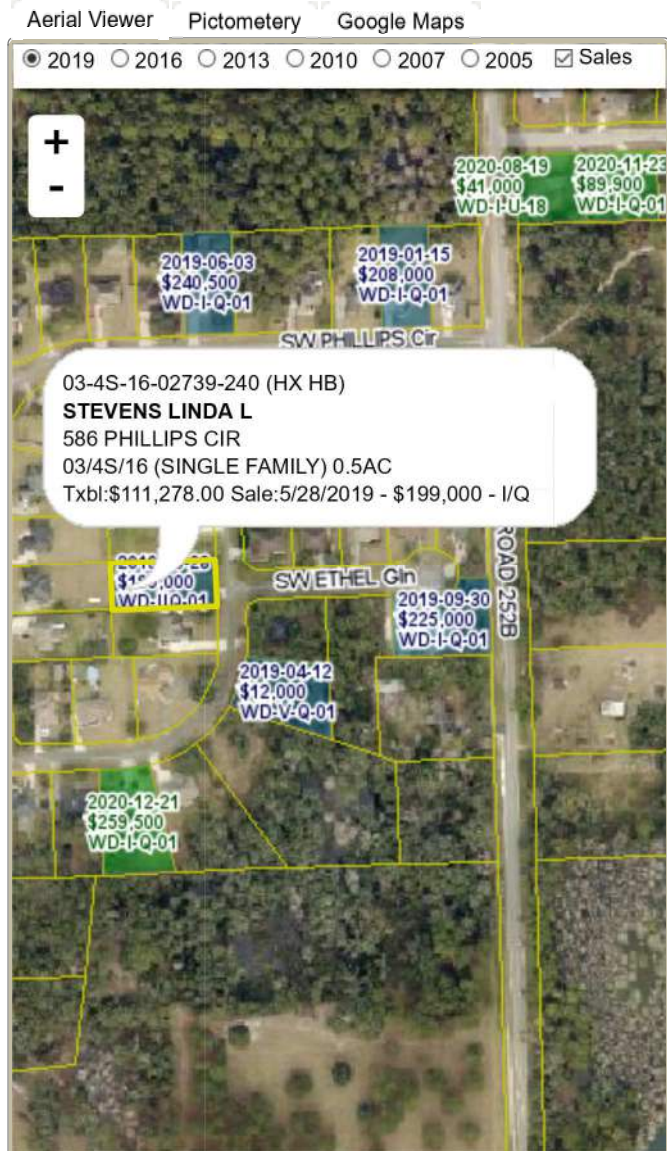 Aerial Viewer Pictometery Google Maps
2019 2016 2013 2010 2007 2005 Sales
+
-
2020-08-19
$41,000
WD-I-U-18
2020-11-23
$89,900
WD-I-Q-01
2019-06-03
$240,500
WD-I-Q-01
2019-01-15
$208,000
WD-I-Q-01
SW PHILLIPS Cir
03-4S-16-02739-240 (HX HB)
STEVENS LINDA L
586 PHILLIPS CIR
03/4S/16 (SINGLE FAMILY) 0.5AC
Txbl:$111,278.00 Sale:5/28/2019 - $199,000 - I/Q
ROAD 252B
SW ETHEL Gln
2019-09-30
$225,000
WD-I-Q-01
2019-04-12
$12,000
WD-V-Q-01
2020-12-21
$259,500
WD-I-Q-01